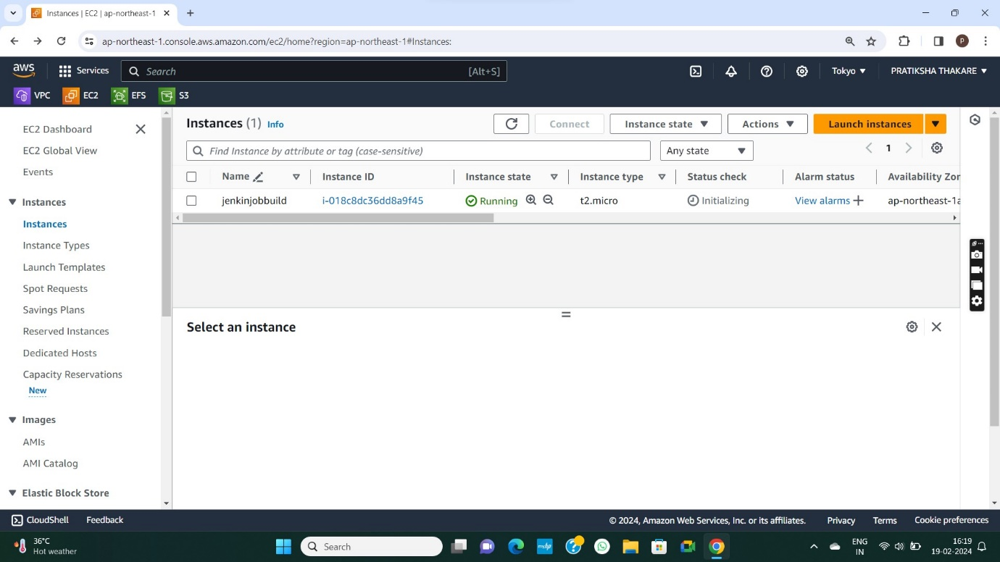 Instances | EC2 | ap-northeast-1
ap-northeast-1.console.aws.amazon.com/ec2/home?region=ap-northeast-1#Instances:
P
aws
Services
Search
[Alt+S]
Tokyo
PRATIKSHA THAKARE
VPC EC2 EFS S3
EC2 Dashboard
EC2 Global View
Events
Instances
Instances
Instance Types
Launch Templates
Spot Requests
Savings Plans
Reserved Instances
Dedicated Hosts
Capacity Reservations
New
Images
AMIs
AMI Catalog
Elastic Block Store
Instances (1) Info
Connect
Instance state
Actions
Launch instances
Find Instance by attribute or tag (case-sensitive)
Any state
1
Name Instance ID Instance state Instance type Status check Alarm status Availability Zor
jenkinjobbuild i-018c8dc36dd8a9f45 Running t2.micro Initializing View alarms + ap-northeast-1a
Select an instance
CloudShell Feedback © 2024, Amazon Web Services, Inc. or its affiliates. Privacy Terms Cookie preferences
36°C
Hot weather
Search
myhp
ENG
IN
16:19
19-02-2024